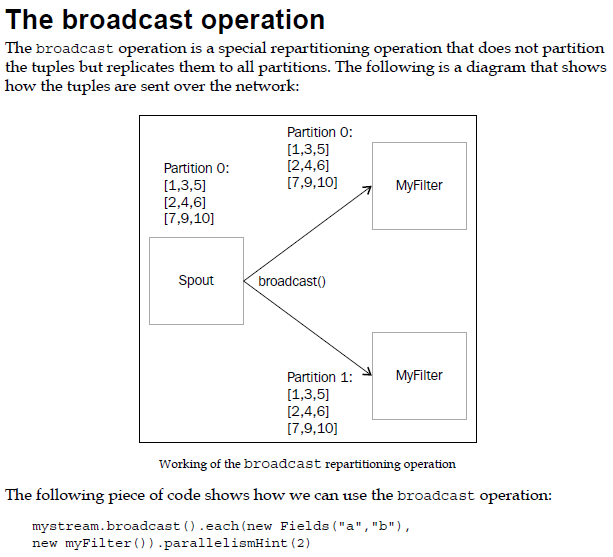 The broadcast operation
The broadcast operation is a special repartitioning operation that does not partition
the tuples but replicates them to all partitions. The following is a diagram that shows
how the tuples are sent over the network:
Partition 0:
[1,3,5]
[2,4,6]
[7,9,10]
Partition 0:
[1,3,5]
[2,4,6]
[7,9,10]
MyFilter
Spout
broadcast()
Partition 1:
[1,3,5]
[2,4,6]
[7,9,10]
MyFilter
Working of the broadcast repartitioning operation
The following piece of code shows how we can use the broadcast operation:
mystream.broadcast().each(new Fields("a","b"),
new myFilter()).parallelismHint(2)